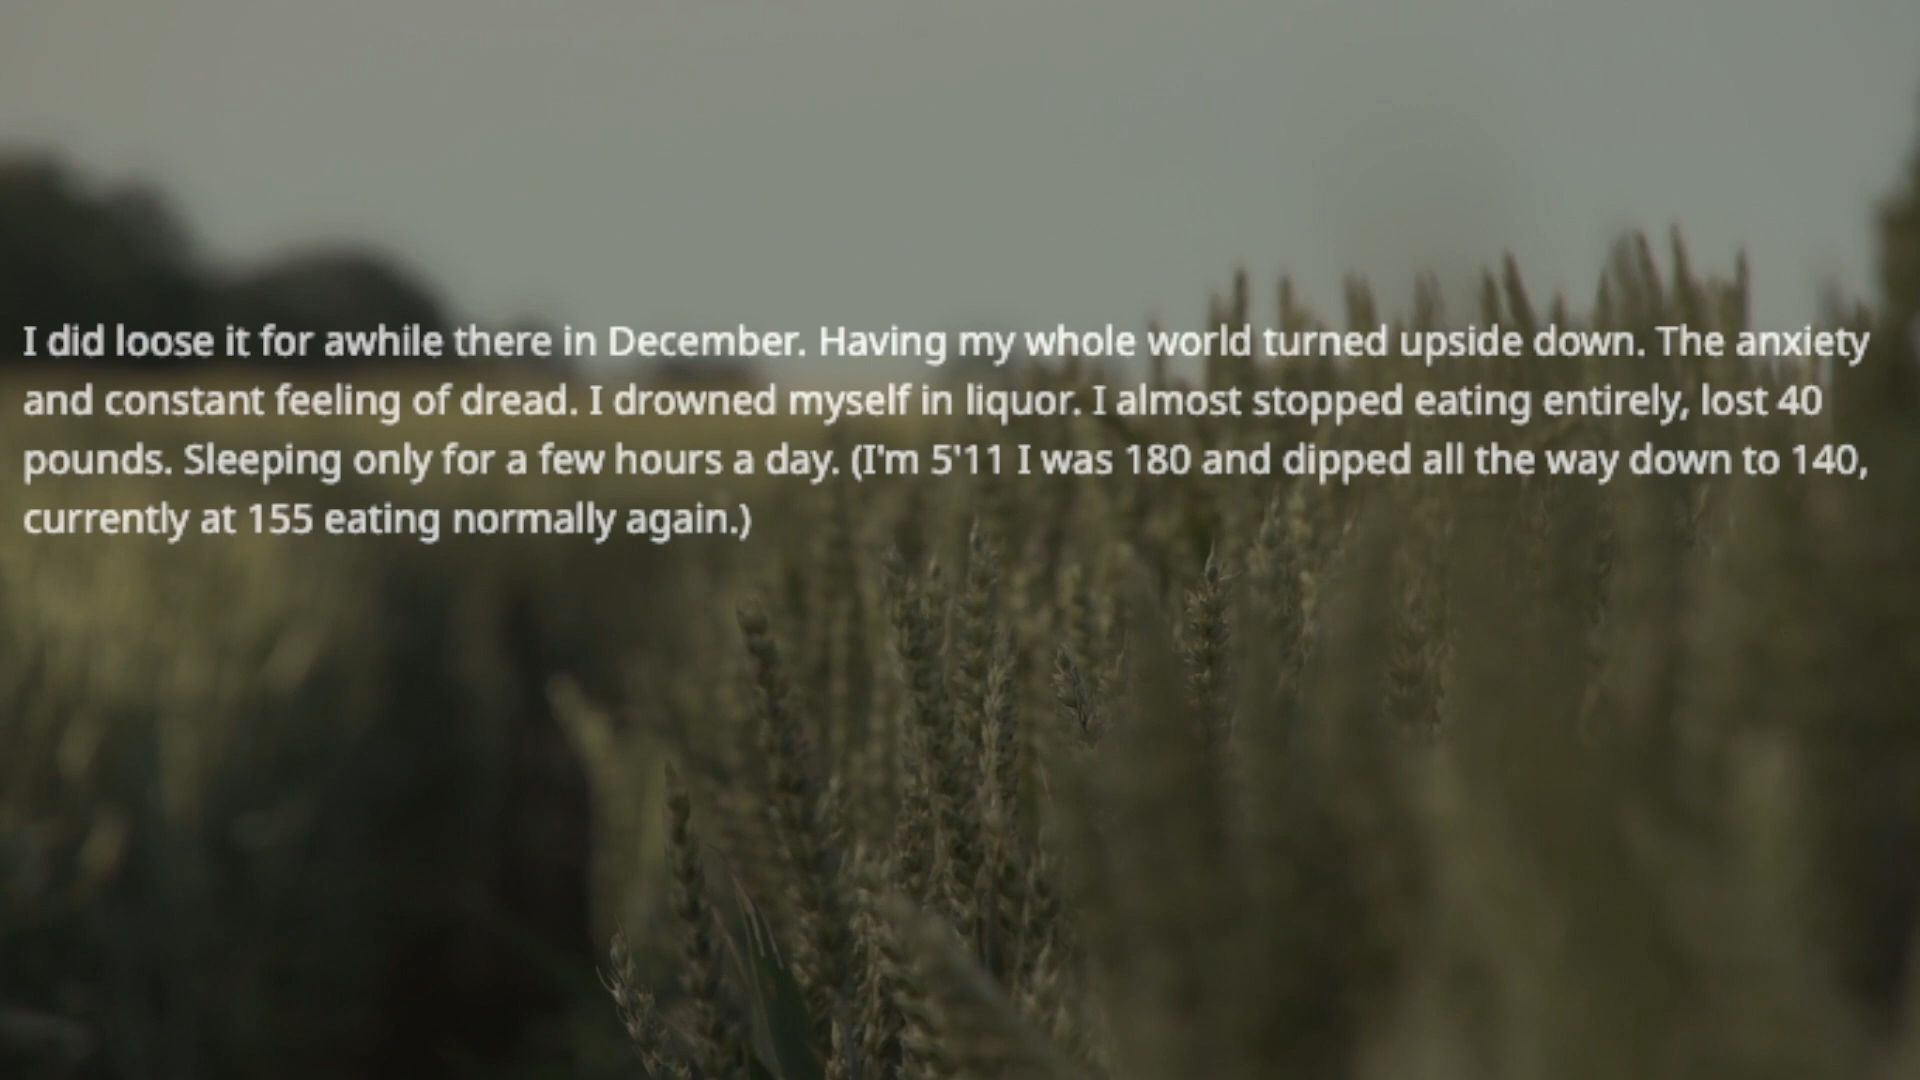 I did loose it for awhile there in December. Having my whole world turned upside down. The anxiety
and constant feeling of dread. I drowned myself in liquor. I almost stopped eating entirely, lost 40
pounds. Sleeping only for a few hours a day. (I'm 5'11 I was 180 and dipped all the way down to 140,
currently at 155 eating normally again.)